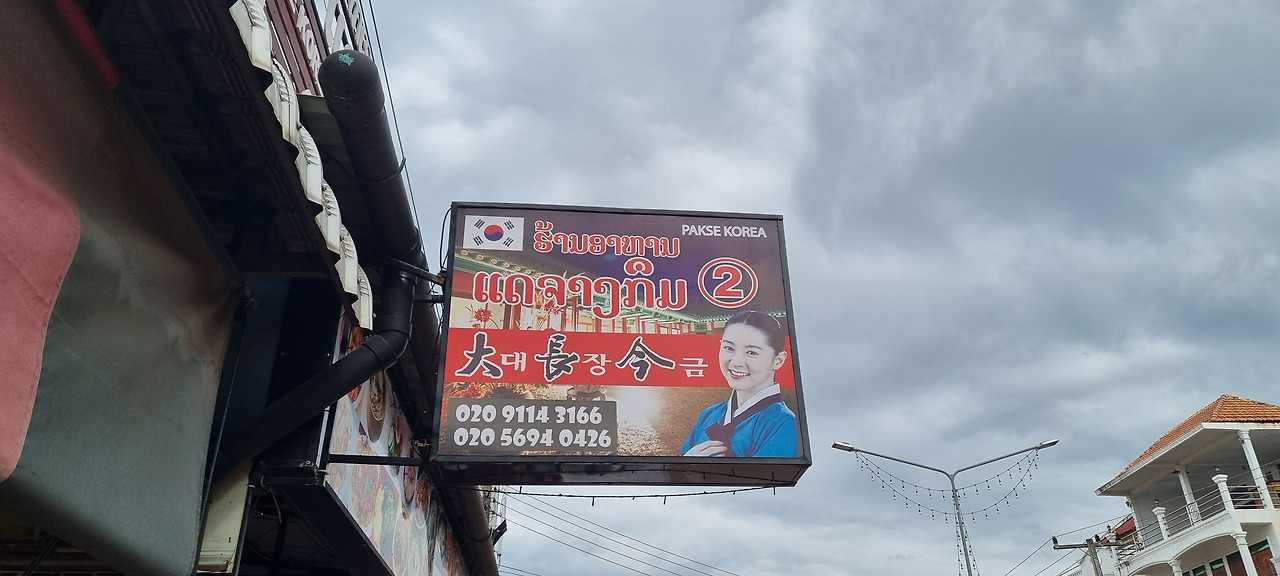 PAKSE KOREA
ຮ້ານອາຫານ
ແດຈາງກຶມ 2
大대 長장 今금
020 9114 3166
020 5694 0426